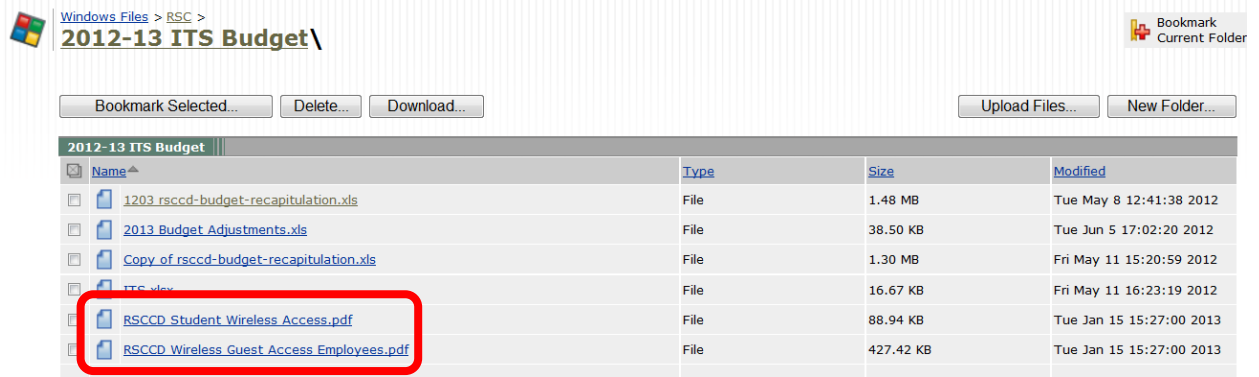 Windows Files > RSC >
2012-13 ITS Budget\
Bookmark
Current Folder
Bookmark Selected... Delete... Download... Upload Files... New Folder...
2012-13 ITS Budget
Name Type Size Modified
1203 rsccd-budget-recapitulation.xls File 1.48 MB Tue May 8 12:41:38 2012
2013 Budget Adjustments.xls File 38.50 KB Tue Jun 5 17:02:20 2012
Copy of rsccd-budget-recapitulation.xls File 1.30 MB Fri May 11 15:20:59 2012
ITS.xlsx File 16.67 KB Fri May 11 16:23:19 2012
RSCCD Student Wireless Access.pdf File 88.94 KB Tue Jan 15 15:27:00 2013
RSCCD Wireless Guest Access Employees.pdf File 427.42 KB Tue Jan 15 15:27:00 2013